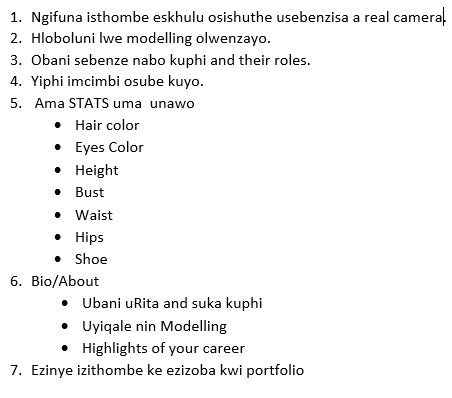 1. Ngifuna isthombe eskhulu osishuthe usebenzisa a real camera.
2. Hloboluni lwe modelling olwenzayo.
3. Obani sebenze nabo kuphi and their roles.
4. Yiphi imcimbi osube kuyo.
5. Ama STATS uma unawo
• Hair color
• Eyes Color
• Height
• Bust
• Waist
• Hips
• Shoe
6. Bio/About
• Ubani uRita and suka kuphi
• Uyiqale nin Modelling
• Highlights of your career
7. Ezinye izithombe ke ezizoba kwi portfolio